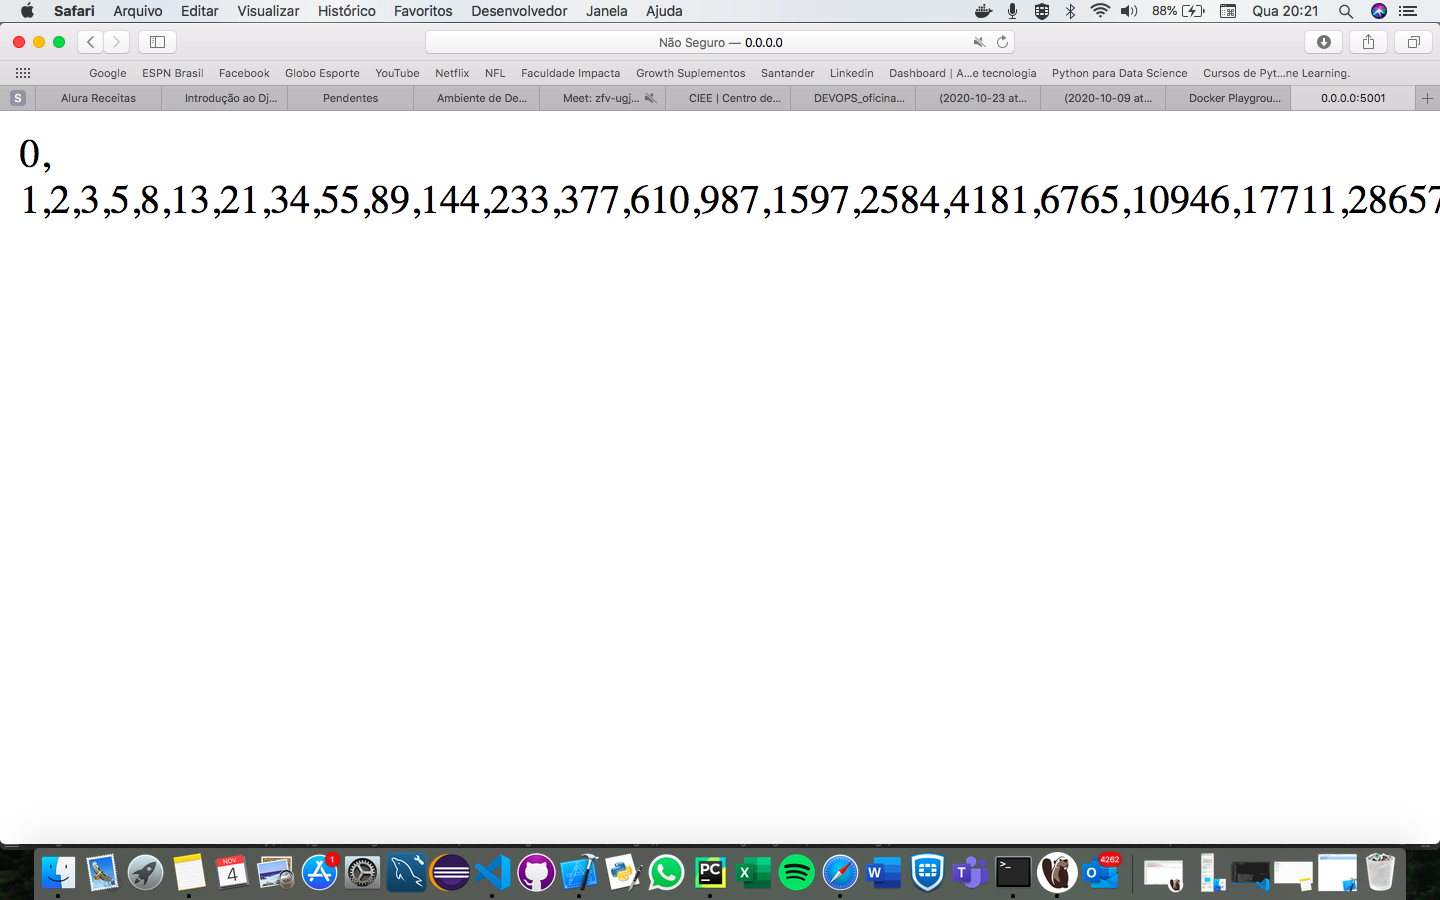 Safari Arquivo Editar Visualizar Histórico Favoritos Desenvolvedor Janela Ajuda 88% Qua 20:21
Não Seguro — 0.0.0.0
Google ESPN Brasil Facebook Globo Esporte YouTube Netflix NFL Faculdade Impacta Growth Suplementos Santander Linkedin Dashboard | A...e tecnologia Python para Data Science Cursos de Pyt...ne Learning.
S Alura Receitas Introdução ao Dj... Pendentes Ambiente de De... Meet: zfv-ugj... CIEE | Centro de... DEVOPS_oficina... (2020-10-23 at... (2020-10-09 at... Docker Playgrou... 0.0.0.0:5001
0,
1,2,3,5,8,13,21,34,55,89,144,233,377,610,987,1597,2584,4181,6765,10946,17711,28657
NOV
4
1
PC
4262